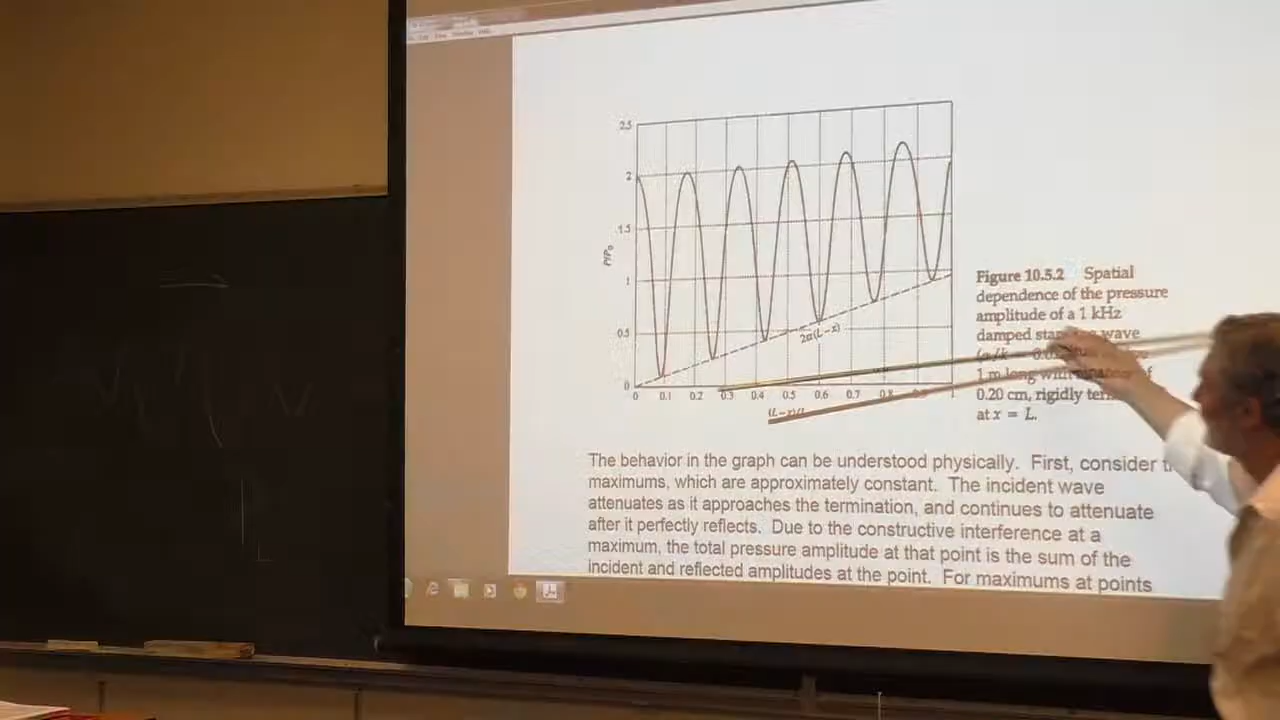 2.5
2
1.5
1
0.5
0
P/P₀
2α(L−x)
0 0.1 0.2 0.3 0.4 0.5 0.6 0.7 0.8
Figure 10.5.2 Spatial
dependence of the pressure
amplitude of a 1 kHz
damped wave
1 m long with
0.20 cm, rigidly
at x = L.
The behavior in the graph can be understood physically. First, consider
maximums, which are approximately constant. The incident wave
attenuates as it approaches the termination, and continues to attenuate
after it perfectly reflects. Due to the constructive interference at a
maximum, the total pressure amplitude at that point is the sum of the
incident and reflected amplitudes at the point. For maximums at points